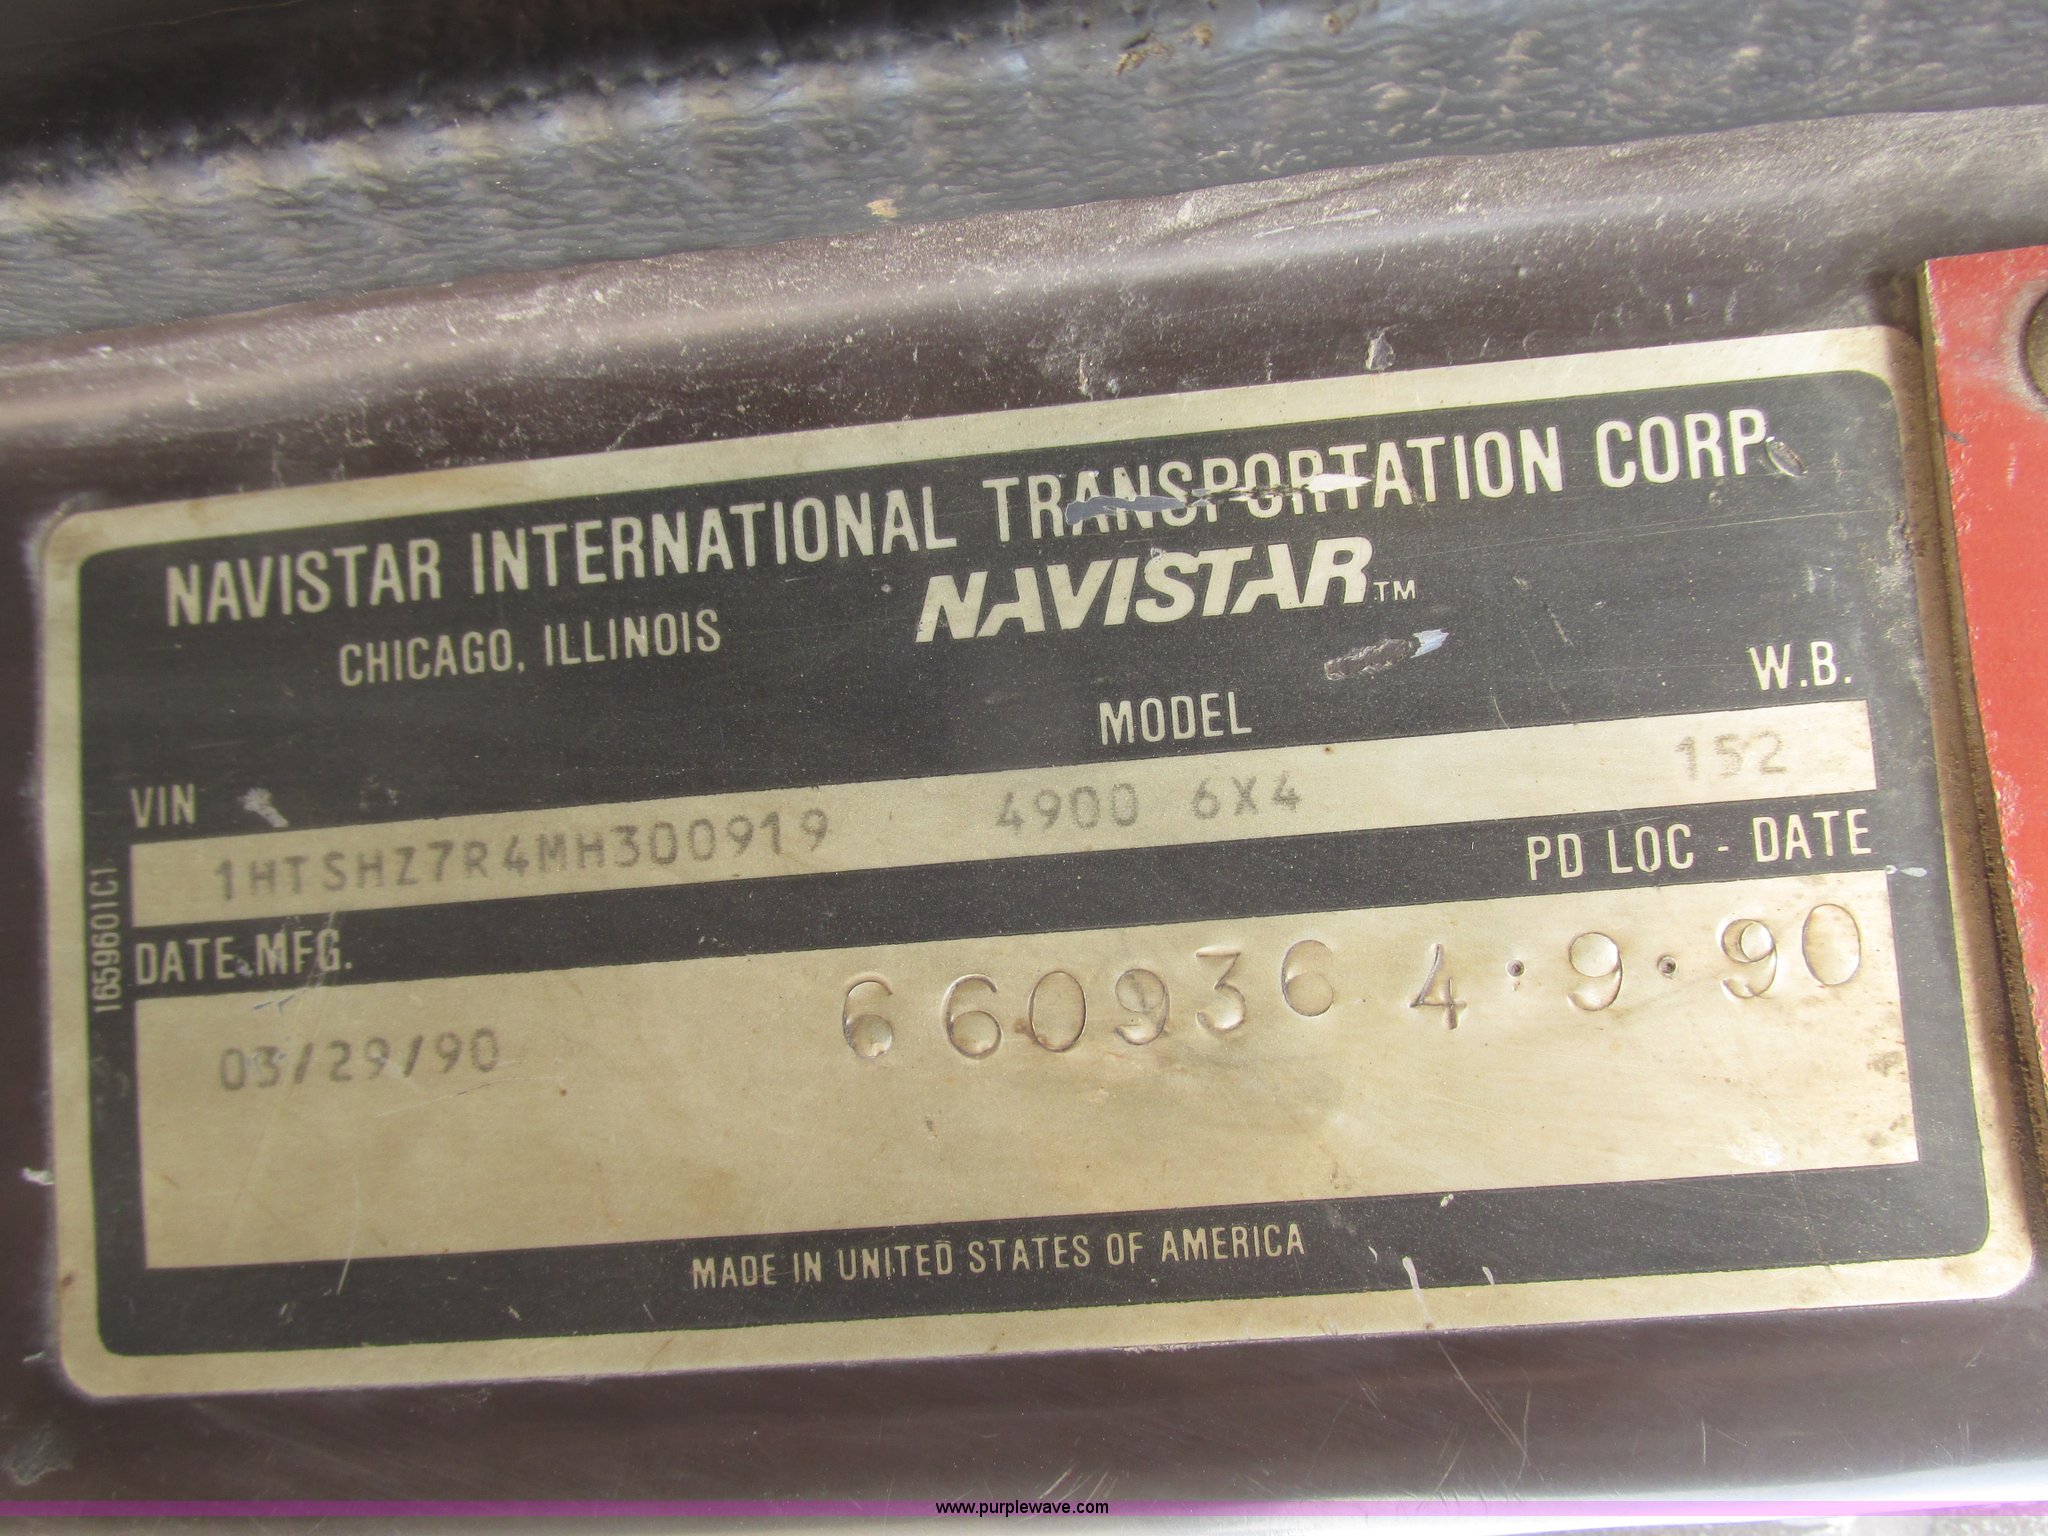 NAVISTAR INTERNATIONAL TRANSPORTATION CORP.
CHICAGO, ILLINOIS
NAVISTAR™
VIN
MODEL
W.B.
1HTSHZ7R4MH300919
4900 6X4
152
DATE MFG.
PD LOC - DATE
03/29/90
660936 4·9·90
1659601C1
MADE IN UNITED STATES OF AMERICA
www.purplewave.com